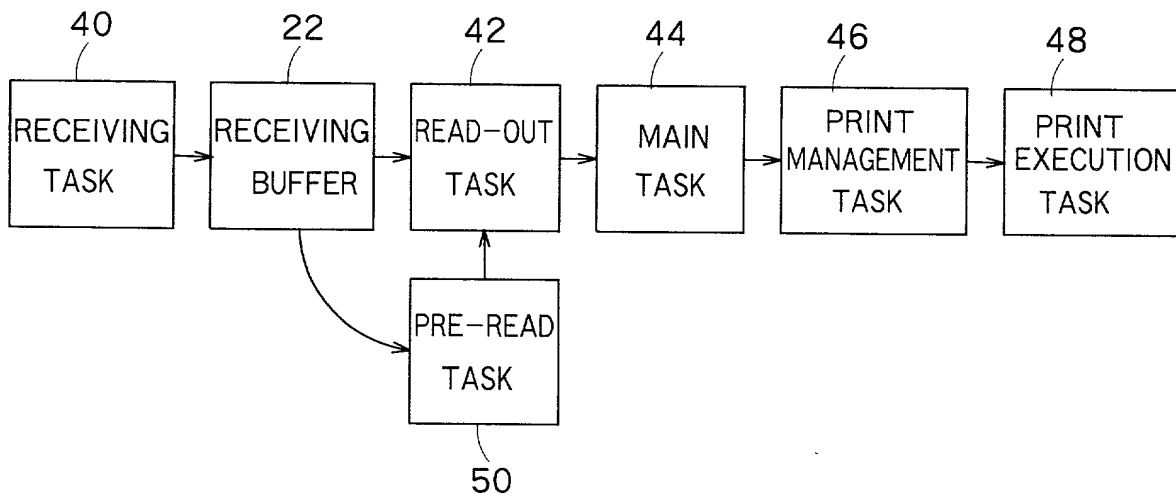 40
22
42
44
46
48
RECEIVING
TASK
RECEIVING
BUFFER
READ-OUT
TASK
MAIN
TASK
PRINT
MANAGEMENT
TASK
PRINT
EXECUTION
TASK
PRE-READ
TASK
50